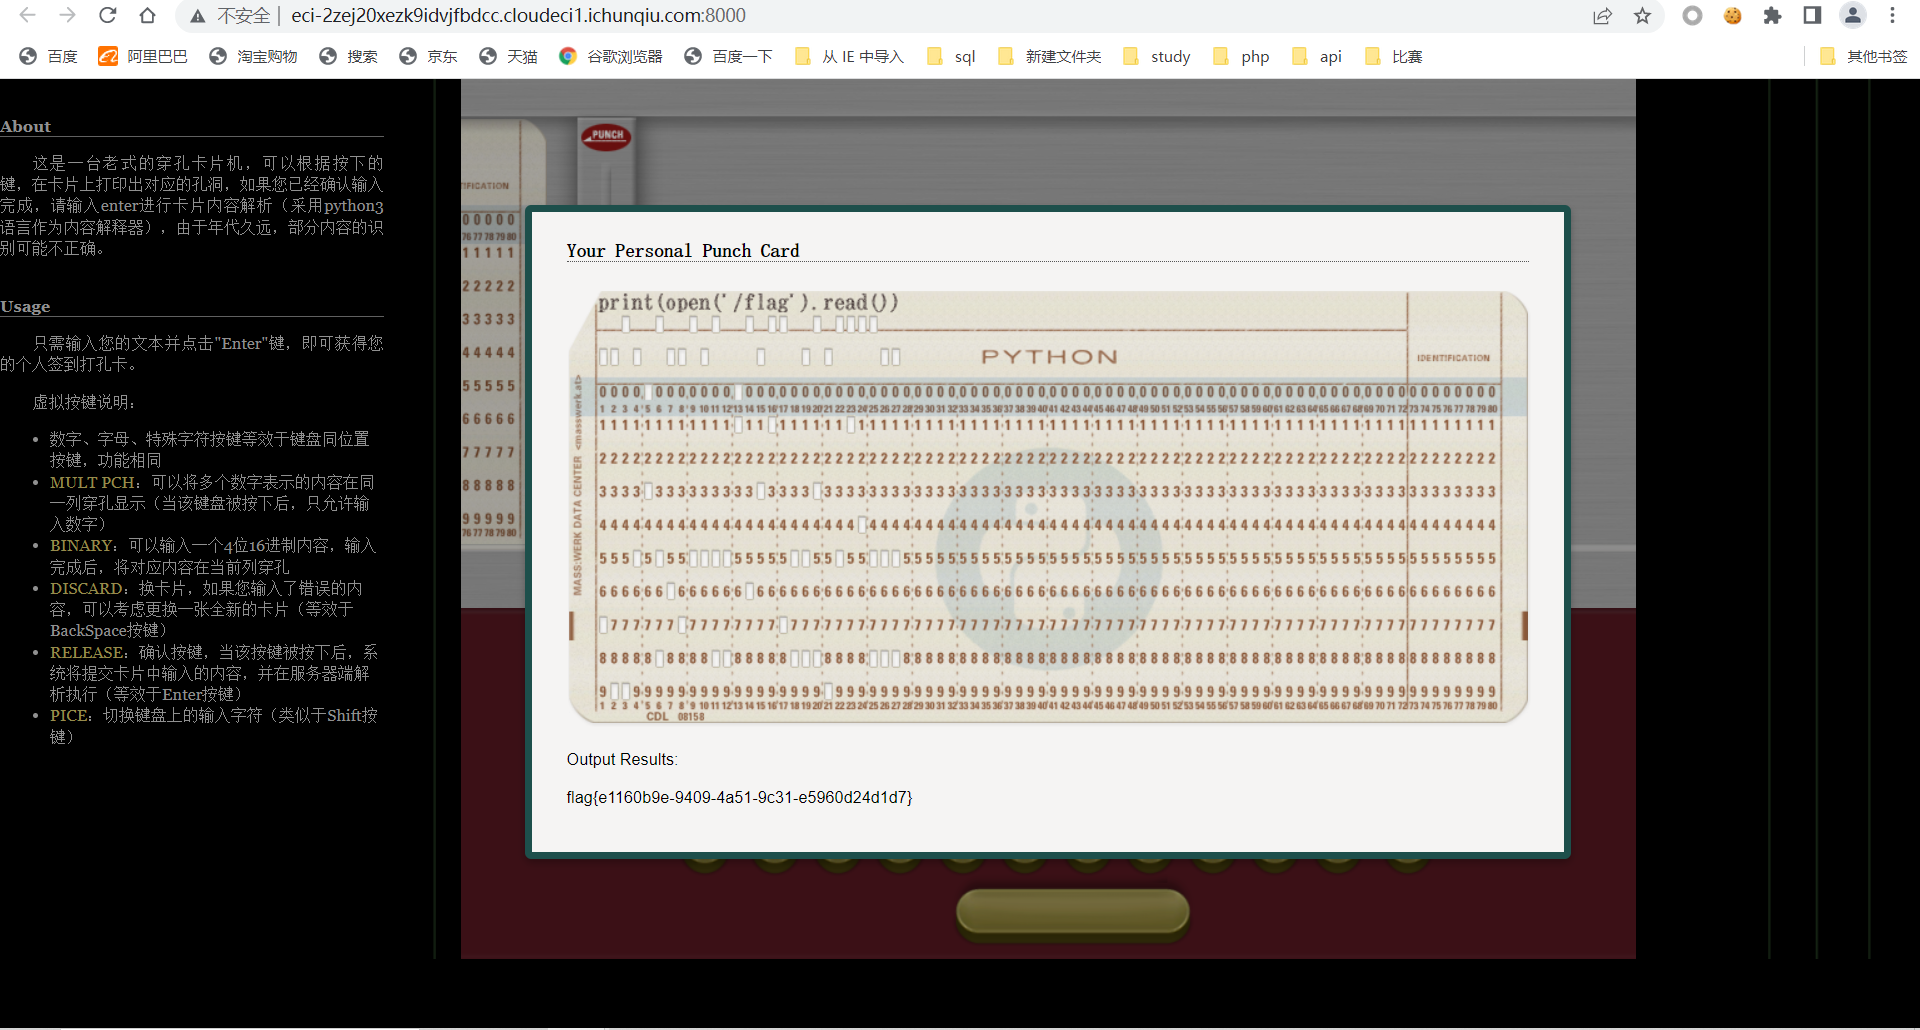 不安全 | eci-2zej20xezk9idvjfbdcc.cloudeci1.ichunqiu.com:8000
百度 阿里巴巴 淘宝购物 搜索 京东 天猫 谷歌浏览器 百度一下 从 IE 中导入 sql 新建文件夹 study php api 比赛 其他书签
About
这是一台老式的穿孔卡片机，可以根据按下的
键，在卡片上打印出对应的孔洞，如果您已经确认输入
完成，请输入enter进行卡片内容解析（采用python3
语言作为内容解释器），由于年代久远，部分内容的识
别可能不正确。
Usage
只需输入您的文本并点击"Enter"键，即可获得您
的个人签到打孔卡。
虚拟按键说明：
• 数字、字母、特殊字符按键等效于键盘同位置
按键，功能相同
• MULT PCH：可以将多个数字表示的内容在同
一列穿孔显示（当该键盘被按下后，只允许输
入数字）
• BINARY：可以输入一个4位16进制内容，输入
完成后，将对应内容在当前列穿孔
• DISCARD：换卡片，如果您输入了错误的内
容，可以考虑更换一张全新的卡片（等效于
BackSpace按键）
• RELEASE：确认按键，当该按键被按下后，系
统将提交卡片中输入的内容，并在服务器端解
析执行（等效于Enter按键）
• PICE：切换键盘上的输入字符（类似于Shift按
键）
PUNCH
Your Personal Punch Card
print(open('/flag').read())
PYTHON
IDENTIFICATION
MASS:WERK DATA CENTER <masswerk.at>
CDL 08158
Output Results:
flag{e1160b9e-9409-4a51-9c31-e5960d24d1d7}